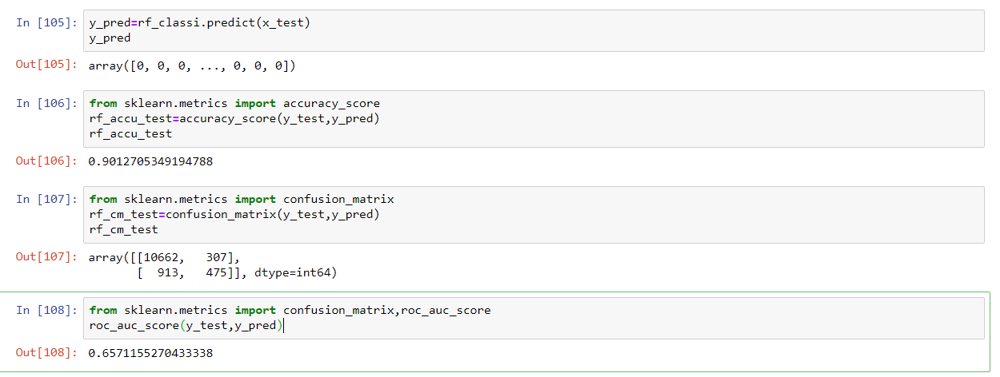 In [105]: y_pred=rf_classi.predict(x_test)
y_pred
Out[105]: array([0, 0, 0, ..., 0, 0, 0])
In [106]: from sklearn.metrics import accuracy_score
rf_accu_test=accuracy_score(y_test,y_pred)
rf_accu_test
Out[106]: 0.9012705349194788
In [107]: from sklearn.metrics import confusion_matrix
rf_cm_test=confusion_matrix(y_test,y_pred)
rf_cm_test
Out[107]: array([[10662,   307],
       [  913,   475]], dtype=int64)
In [108]: from sklearn.metrics import confusion_matrix,roc_auc_score
roc_auc_score(y_test,y_pred)
Out[108]: 0.6571155270433338